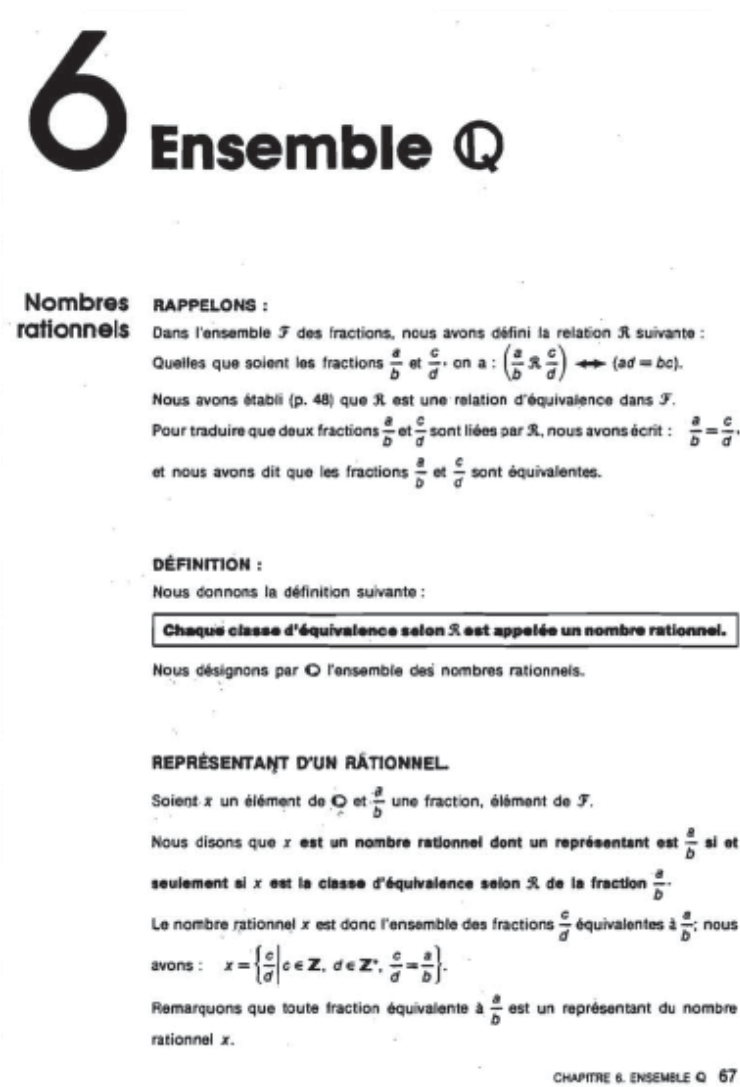 6 Ensemble ℚ
Nombres
rationnels
RAPPELONS :
Dans l'ensemble ℱ des fractions, nous avons défini la relation ℛ suivante :
Quelles que soient les fractions a/b et c/d, on a : (a/b ℛ c/d) ⟷ (ad = bc).
Nous avons établi (p. 48) que ℛ est une relation d'équivalence dans ℱ.
Pour traduire que deux fractions a/b et c/d sont liées par ℛ, nous avons écrit : a/b = c/d,
et nous avons dit que les fractions a/b et c/d sont équivalentes.
DÉFINITION :
Nous donnons la définition suivante :
Chaque classe d'équivalence selon ℛ est appelée un nombre rationnel.
Nous désignons par ℚ l'ensemble des nombres rationnels.
REPRÉSENTANT D'UN RATIONNEL.
Soient x un élément de ℚ et a/b une fraction, élément de ℱ.
Nous disons que x est un nombre rationnel dont un représentant est a/b si et
seulement si x est la classe d'équivalence selon ℛ de la fraction a/b.
Le nombre rationnel x est donc l'ensemble des fractions c/d équivalentes à a/b; nous
avons : x = {c/d | c ∈ Z, d ∈ Z*, c/d = a/b}.
Remarquons que toute fraction équivalente à a/b est un représentant du nombre
rationnel x.
CHAPITRE 6. ENSEMBLE ℚ 67